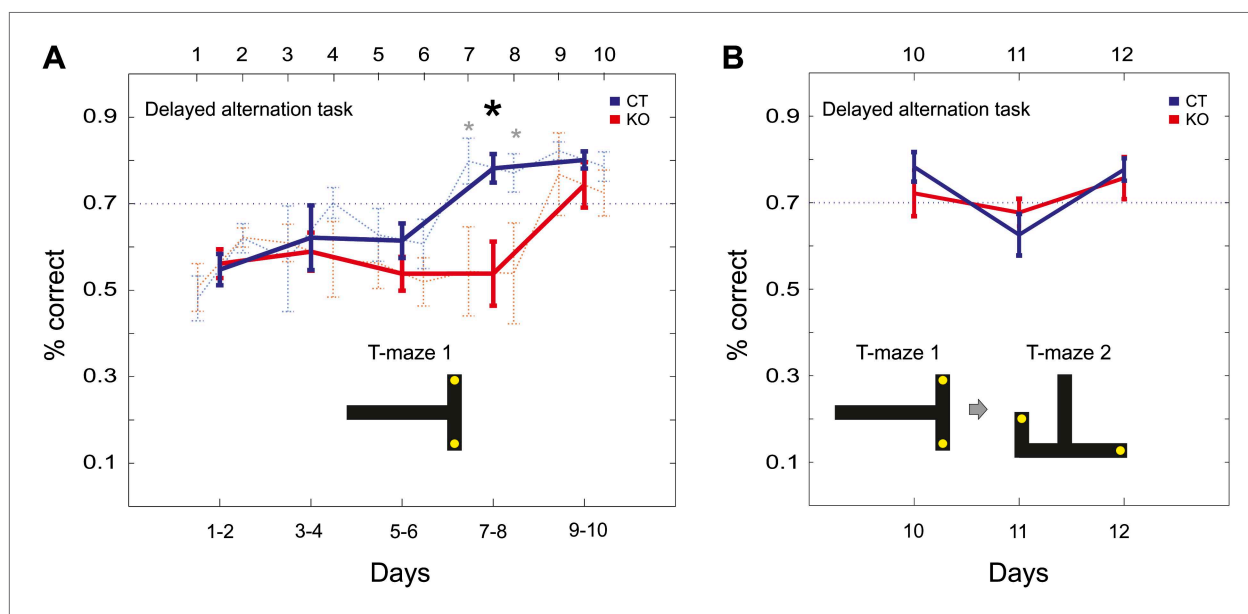 A
1 2 3 4 5 6 7 8 9 10
Delayed alternation task
CT
KO
* * *
% correct
0.9
0.7
0.5
0.3
0.1
T-maze 1
1-2 3-4 5-6 7-8 9-10
Days
B
10 11 12
Delayed alternation task
CT
KO
% correct
0.9
0.7
0.5
0.3
0.1
T-maze 1 T-maze 2
10 11 12
Days